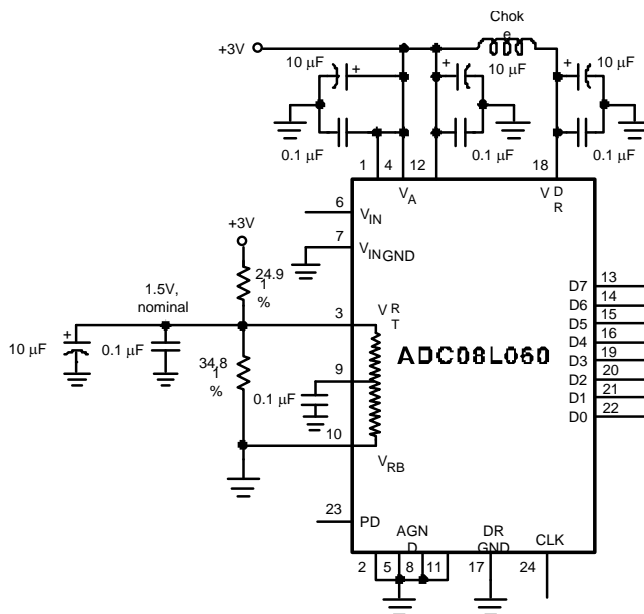 Chok
e
+3V
10 µF
+
+
10 µF
+
10 µF
0.1 µF
0.1 µF
0.1 µF
1
4
12
18
VA
V D
R
6
VIN
+3V
7
VINGND
24.9
1
%
1.5V,
nominal
3
V R
T
+
10 µF
0.1 µF
34.8
1
%
9
0.1 µF
ADC08L060
10
VRB
D7 13
D6 14
D5 15
D4 16
D3 19
D2 20
D1 21
D0 22
23
PD
AGN
D
DR
GND
CLK
2
5
8
11
17
24